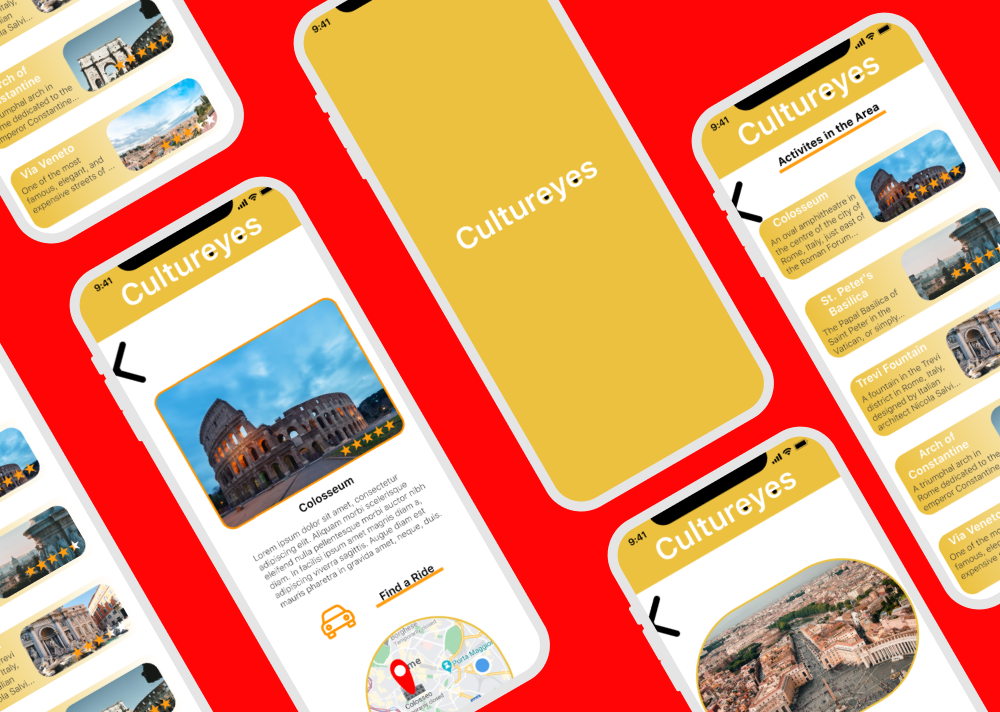 Salvi...
Arch of
Constantine
triumphal arch in
Rome dedicated to the
emperor Constantine...
Via Veneto
One of the most
famous, elegant, and
expensive streets of ...
9:41
Cultureyes
Colosseum
Lorem ipsum dolor sit amet, consectetur
adipiscing elit. Aliquam morbi scelerisque
eleifend nulla pellentesque morbi auctor nibh
diam. In facilisi ipsum amet magnis diam s,
adipiscing viverra sagittis. Augue diam est
mauris pharetra in gravida amet, neque, duis.
Find a Ride
Borghese
Temporarily closed
Porta Maggio
Colosseo
9:41
Cultureyes
9:41
Cultureyes
9:41
Cultureyes
Activites in the Area
Colosseum
An oval amphitheatre in
the centre of the city of
Rome, Italy, just east of
the Roman Forum...
St. Peter's
Basilica
The Papal Basilica of
Saint Peter in the
Vatican, or simply...
Trevi Fountain
A fountain in the Trevi
district in Rome, Italy,
designed by Italian
architect Nicola Salvi...
Arch of
Constantine
A triumphal arch in
Rome dedicated to the
emperor Constantine
Via Veneto
One of the mo
famous, ele
expensive